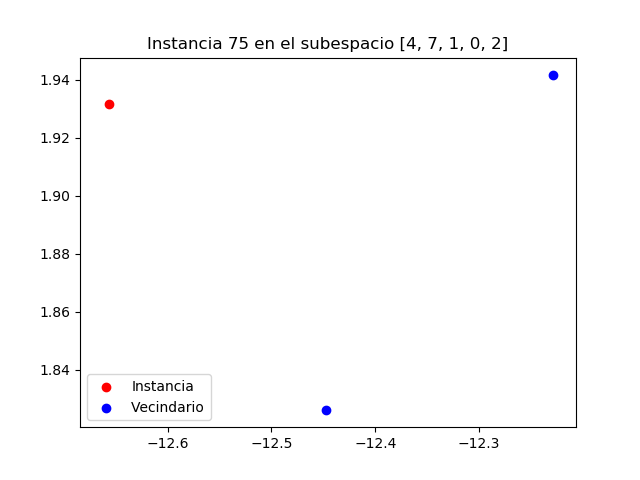 Instancia 75 en el subespacio [4, 7, 1, 0, 2]
1.94
1.92
1.90
1.88
1.86
1.84
Instancia
Vecindario
−12.6 −12.5 −12.4 −12.3